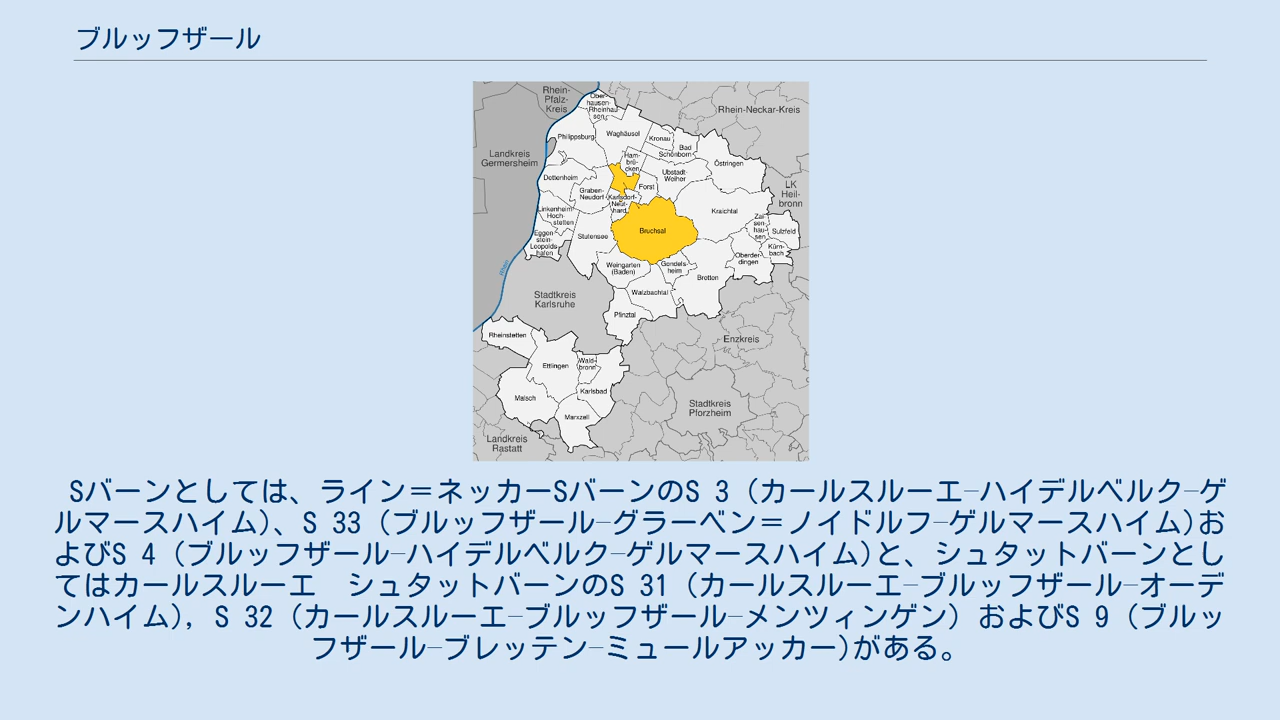 ブルッフザール
Rhein-
Pfalz-
Kreis
Ober-
hausen-
Rheinhau-
sen
Rhein-Neckar-Kreis
Philippsburg
Waghäusel
Kronau
Bad
Schönborn
Landkreis
Germersheim
Ham-
brü-
cken
Östringen
Dettenheim
Ubstadt-
Weiher
Forst
LK
Heil-
bronn
Graben-
Neudorf
Karlsdorf-
Neut-
hard
Linkenheim-
Hoch-
stetten
Kraichtal
Zai-
sen-
hau-
sen
Sulzfeld
Bruchsal
Stutensee
Eggen-
stein-
Leopolds-
hafen
Kürn-
bach
Oberder-
dingen
Weingarten
(Baden)
Gondels-
heim
Bretten
Rhein
Walzbachtal
Stadtkreis
Karlsruhe
Pfinztal
Rheinstetten
Enzkreis
Ettlingen
Wald-
bronn
Karlsbad
Malsch
Stadtkreis
Pforzheim
Marxzell
Landkreis
Rastatt
Sバーンとしては、ライン＝ネッカーSバーンのS 3 (カールスルーエ–ハイデルベルク–ゲ
ルマースハイム)、S 33 (ブルッフザール–グラーベン＝ノイドルフ–ゲルマースハイム)お
よびS 4 (ブルッフザール–ハイデルベルク–ゲルマースハイム)と、シュタットバーンとし
てはカールスルーエ　シュタットバーンのS 31 (カールスルーエ–ブルッフザール–オーデ
ンハイム), S 32 (カールスルーエ–ブルッフザール–メンツィンゲン) およびS 9 (ブルッ
フザール–ブレッテン–ミュールアッカー)がある。